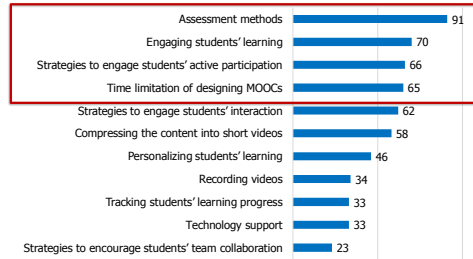 Assessment methods 91
Engaging students' learning 70
Strategies to engage students' active participation 66
Time limitation of designing MOOCs 65
Strategies to engage students' interaction 62
Compressing the content into short videos 58
Personalizing students' learning 46
Recording videos 34
Tracking students' learning progress 33
Technology support 33
Strategies to encourage students' team collaboration 23